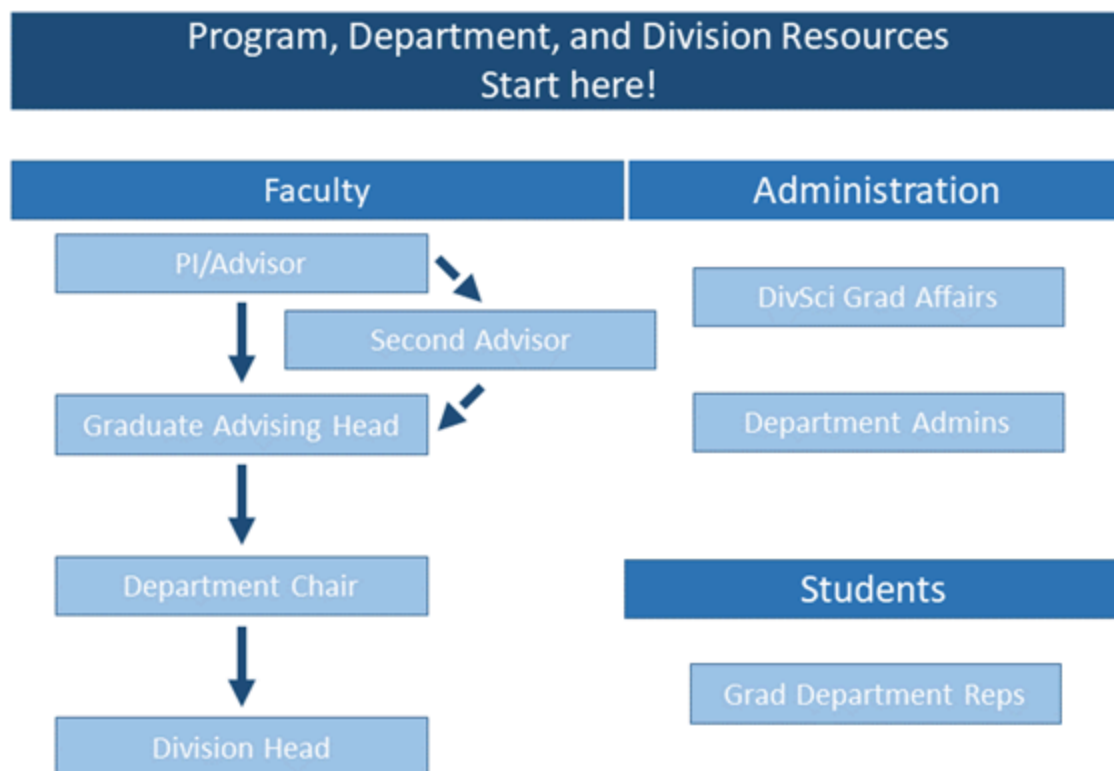 Program, Department, and Division Resources
Start here!
Faculty
PI/Advisor
Second Advisor
Graduate Advising Head
Department Chair
Division Head
Administration
DivSci Grad Affairs
Department Admins
Students
Grad Department Reps